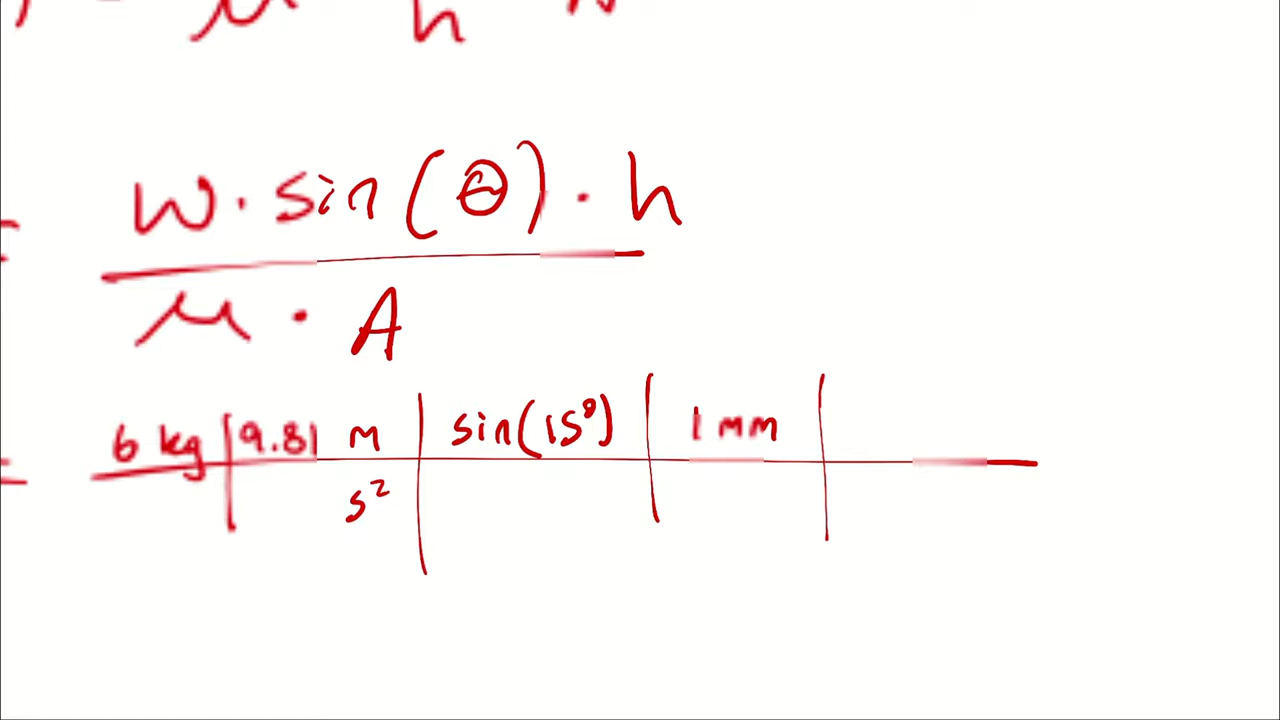 μ h
= W · sin(θ) · h
μ · A
= 6 kg | 9.81 m | sin(15°) | 1 mm |
s²